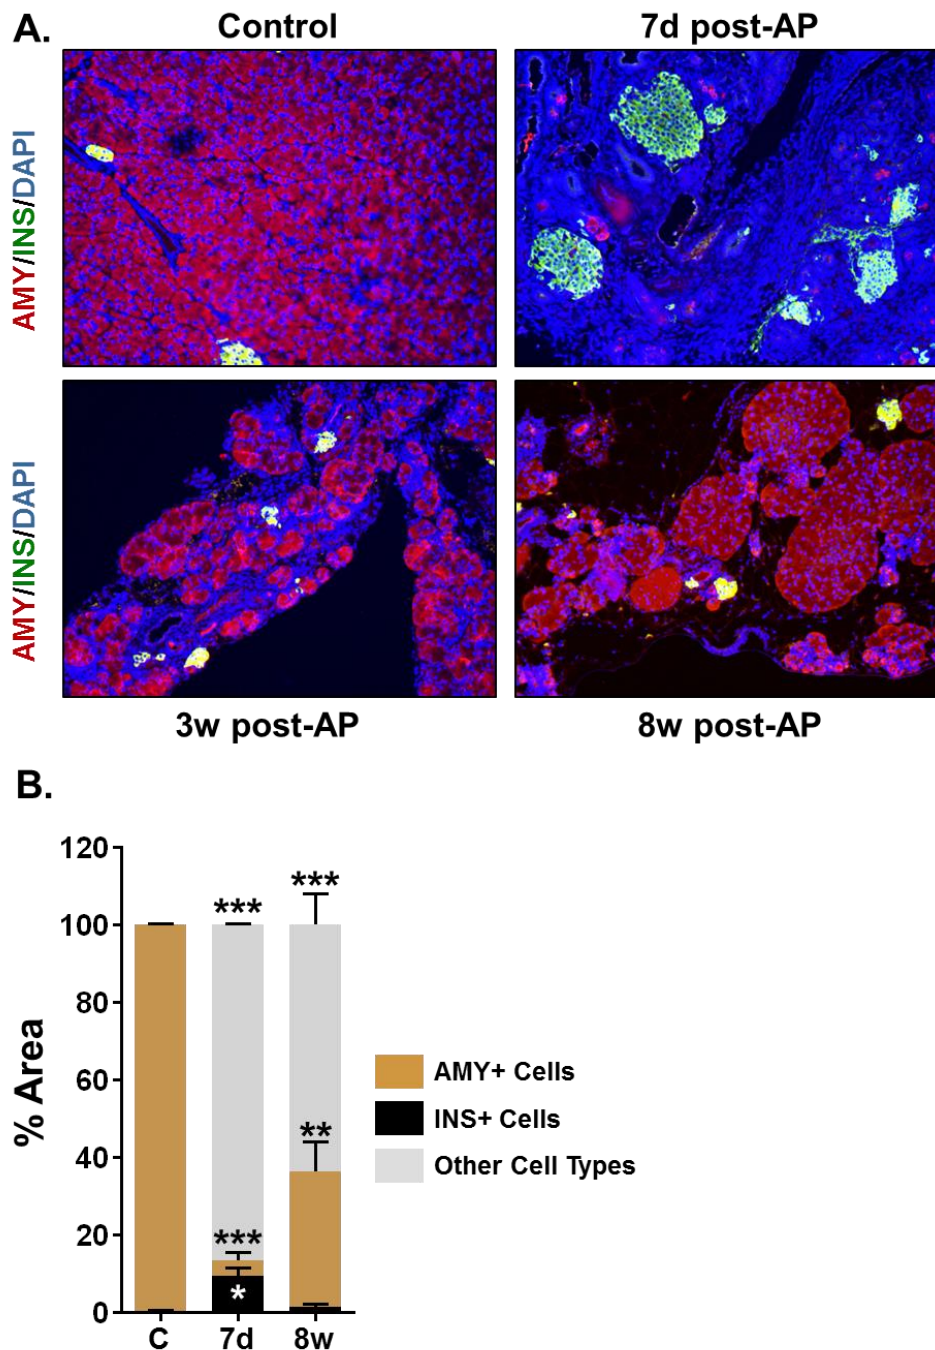 A.
Control
7d post-AP
AMY/INS/DAPI
AMY/INS/DAPI
3w post-AP
8w post-AP
B.
% Area
120
100
80
60
40
20
0
***
***
**
***
*
C
7d
8w
AMY+ Cells
INS+ Cells
Other Cell Types